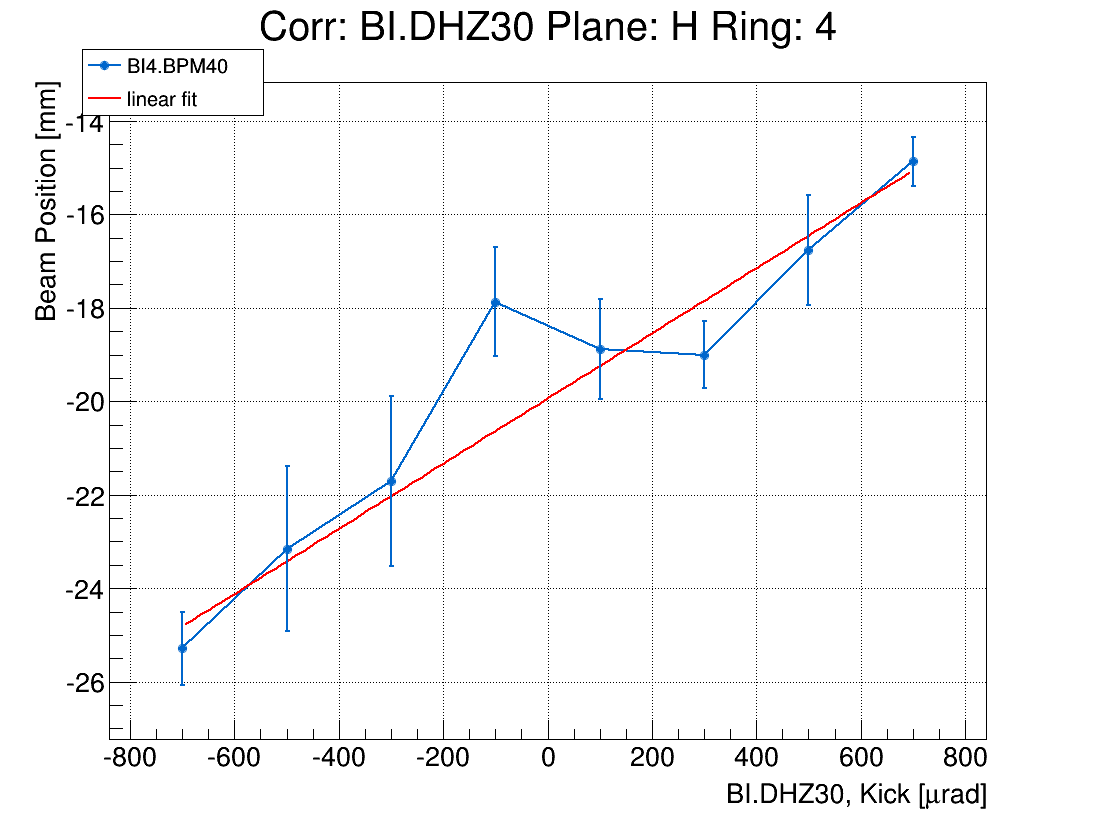 Corr: BI.DHZ30 Plane: H Ring: 4
BI4.BPM40
linear fit
Beam Position [mm]
-14
-16
-18
-20
-22
-24
-26
-800 -600 -400 -200 0 200 400 600 800
BI.DHZ30, Kick [μrad]